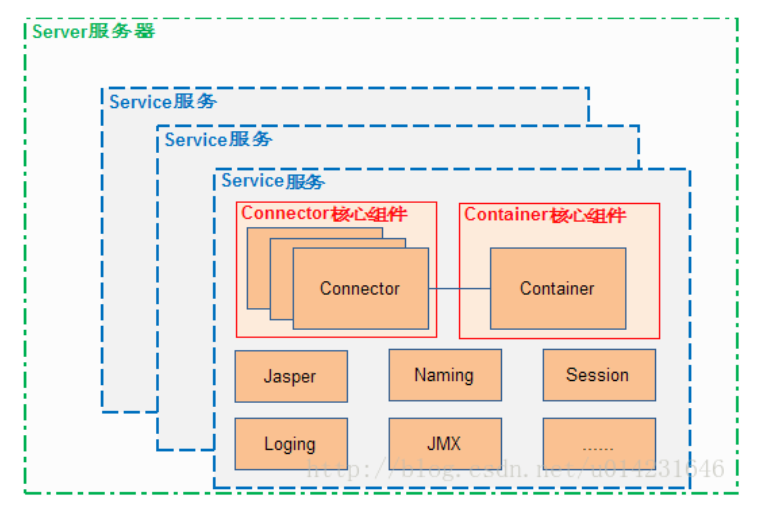 Server服务器
Service服务
Service服务
Service服务
Connector核心组件
Container核心组件
Connector
Container
Jasper
Naming
Session
Loging
JMX
......
http://blog.csdn.net/u014231646